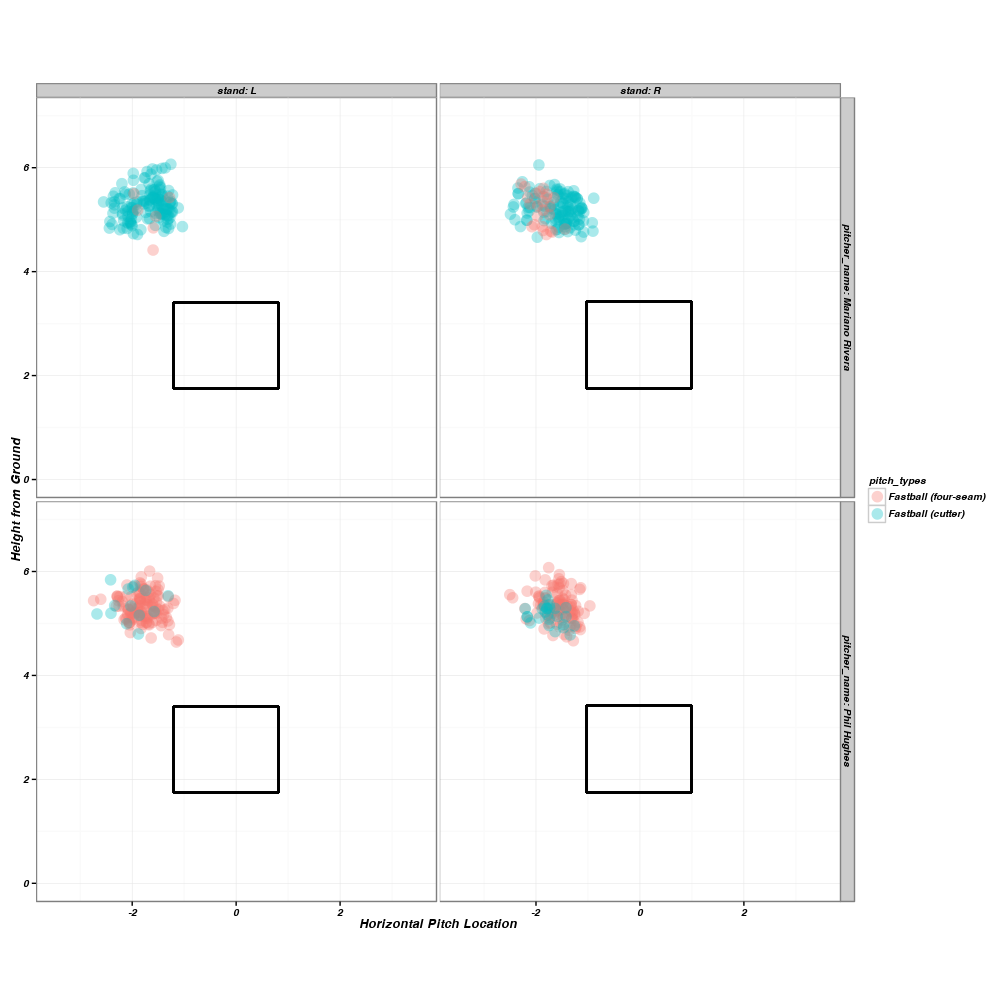 stand: L
stand: R
6
4
2
0
pitcher_name: Mariano Rivera
6
4
2
0
pitcher_name: Phil Hughes
-2
0
2
-2
0
2
Horizontal Pitch Location
Height from Ground
pitch_types
Fastball (four-seam)
Fastball (cutter)